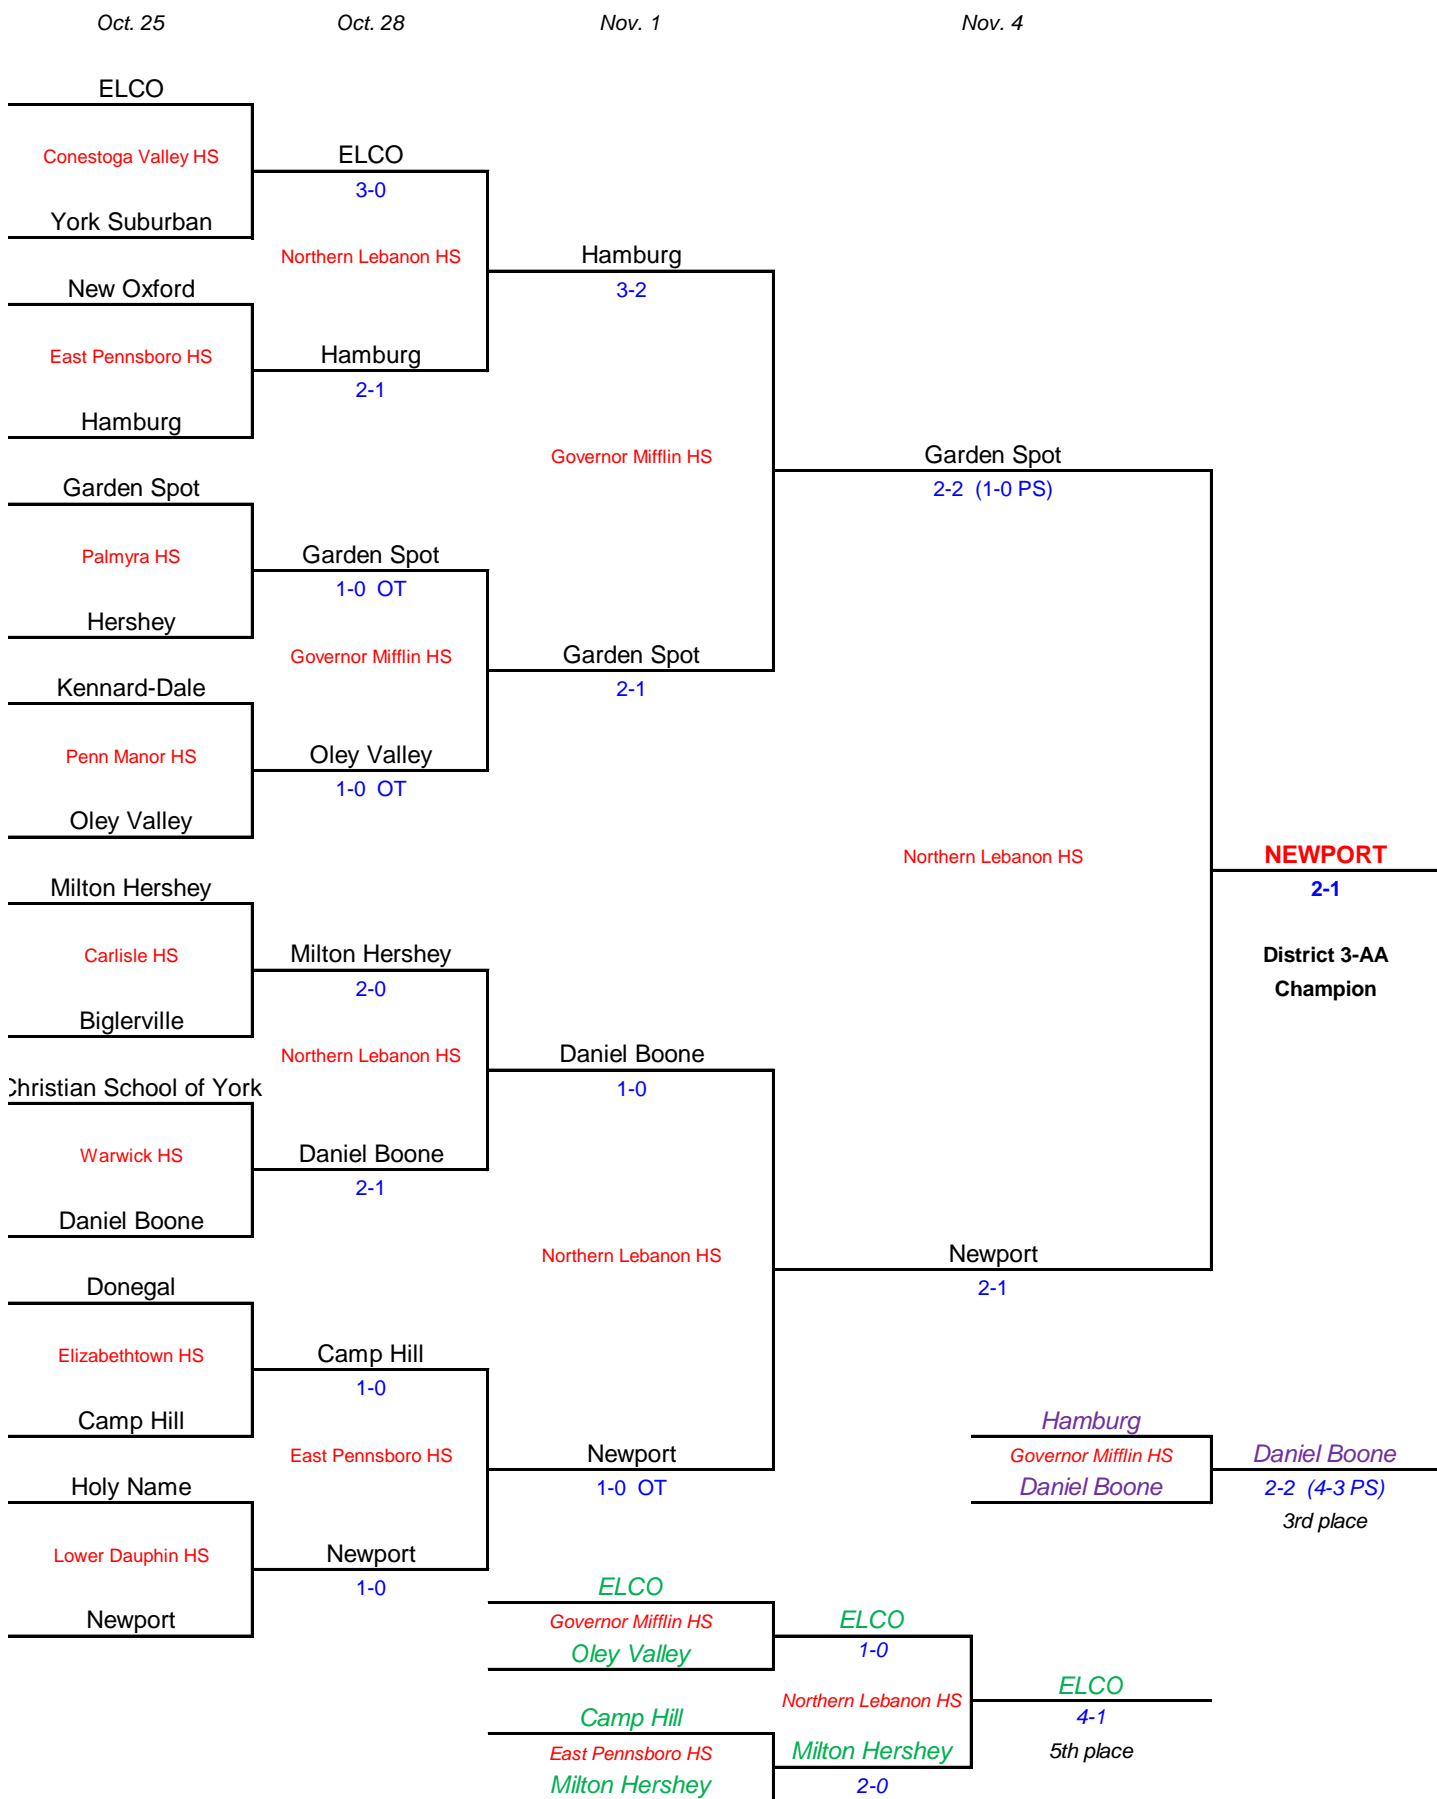 Oct. 25 Oct. 28 Nov. 1 Nov. 4
ELCO
Conestoga Valley HS
York Suburban
New Oxford
East Pennsboro HS
Hamburg
Garden Spot
Palmyra HS
Hershey
Kennard-Dale
Penn Manor HS
Oley Valley
Milton Hershey
Carlisle HS
Biglerville
Christian School of York
Warwick HS
Daniel Boone
Donegal
Elizabethtown HS
Camp Hill
Holy Name
Lower Dauphin HS
Newport
ELCO
3-0
Northern Lebanon HS
Hamburg
2-1
Garden Spot
1-0 OT
Governor Mifflin HS
Oley Valley
1-0 OT
Milton Hershey
2-0
Northern Lebanon HS
Daniel Boone
2-1
Camp Hill
1-0
East Pennsboro HS
Newport
1-0
Hamburg
3-2
Governor Mifflin HS
Garden Spot
2-1
Daniel Boone
1-0
Northern Lebanon HS
Newport
1-0 OT
Garden Spot
2-2 (1-0 PS)
Northern Lebanon HS
Newport
2-1
NEWPORT
2-1
District 3-AA
Champion
Hamburg
Governor Mifflin HS
Daniel Boone
Daniel Boone
2-2 (4-3 PS)
3rd place
ELCO
Governor Mifflin HS
Oley Valley
Camp Hill
East Pennsboro HS
Milton Hershey
ELCO
1-0
Northern Lebanon HS
Milton Hershey
2-0
ELCO
4-1
5th place